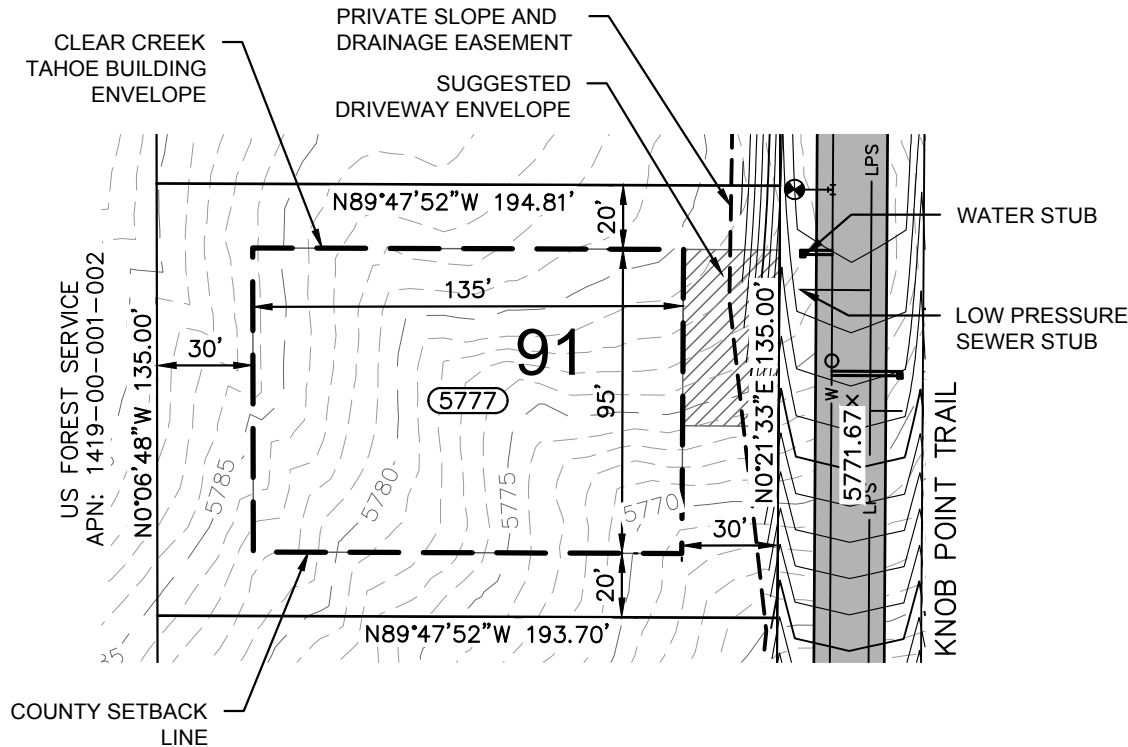 PRIVATE SLOPE AND
DRAINAGE EASEMENT
CLEAR CREEK
TAHOE BUILDING
ENVELOPE
SUGGESTED
DRIVEWAY ENVELOPE
N89°47'52"W 194.81'
20'
LPS
WATER STUB
135'
LOW PRESSURE
SEWER STUB
US FOREST SERVICE
APN: 1419-00-001-002
N0°06'48"W 135.00'
30'
91
5777
95'
N0°21'33"E 135.00'
W
5771.67×
KNOB POINT TRAIL
5785
5780
5775
5770
LPS
30'
20'
N89°47'52"W 193.70'
COUNTY SETBACK
LINE